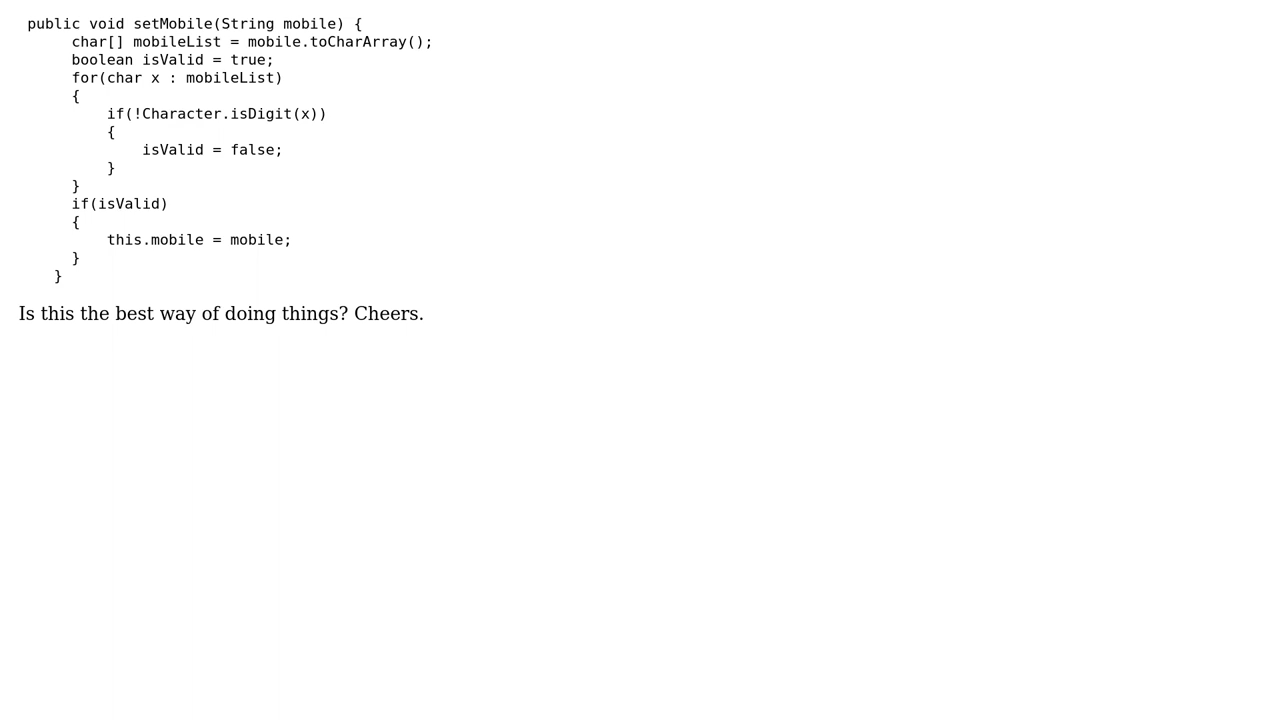 public void setMobile(String mobile) {
     char[] mobileList = mobile.toCharArray();
     boolean isValid = true;
     for(char x : mobileList)
     {
         if(!Character.isDigit(x))
         {
             isValid = false;
         }
     }
     if(isValid)
     {
         this.mobile = mobile;
     }
   }
Is this the best way of doing things? Cheers.